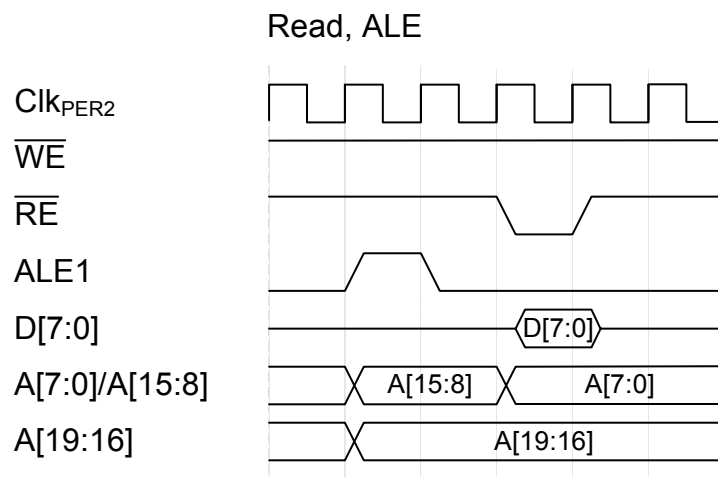 Read, ALE
ClkPER2
WE
RE
ALE1
D[7:0]
D[7:0]
A[7:0]/A[15:8]
A[15:8]
A[7:0]
A[19:16]
A[19:16]